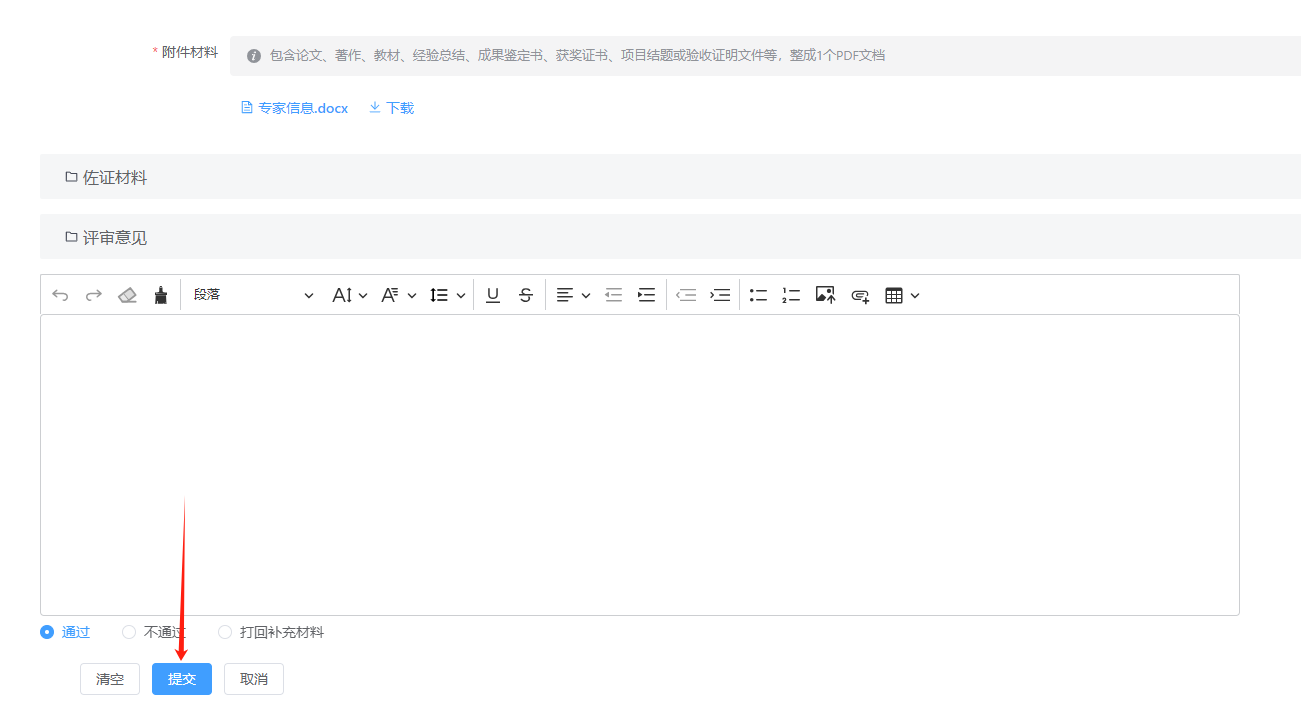 * 附件材料
包含论文、著作、教材、经验总结、成果鉴定书、获奖证书、项目结题或验收证明文件等，整成1个PDF文档
专家信息.docx 下载
佐证材料
评审意见
段落
通过 不通过 打回补充材料
清空 提交 取消